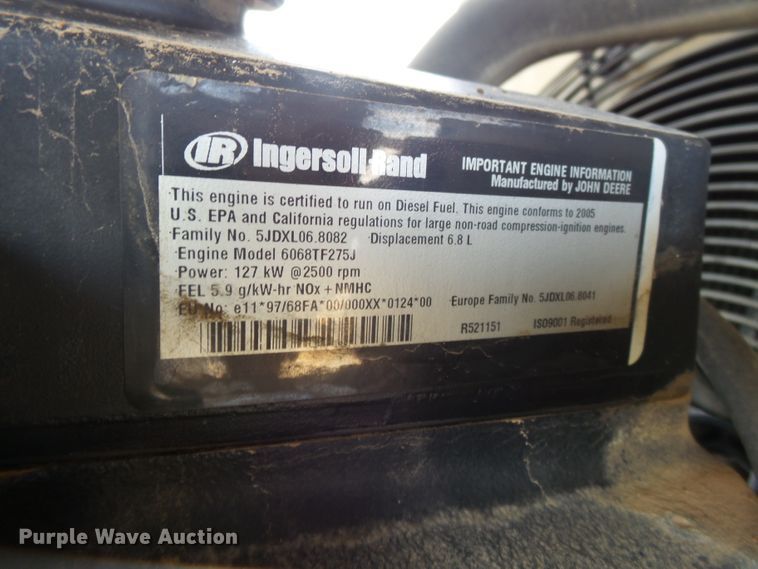 IR Ingersoll-Rand
IMPORTANT ENGINE INFORMATION
Manufactured by JOHN DEERE
This engine is certified to run on Diesel Fuel. This engine conforms to 2005
U.S. EPA and California regulations for large non-road compression-ignition engines.
Family No. 5JDXL06.8082 Displacement 6.8 L
Engine Model 6068TF275J
Power: 127 kW @2500 rpm
FEL 5.9 g/kW-hr NOx + NMHC
EU No: e11*97/68FA*00/000XX*0124*00 Europe Family No. 5JDXL06.8041
R521151 ISO9001 Registered
Purple Wave Auction